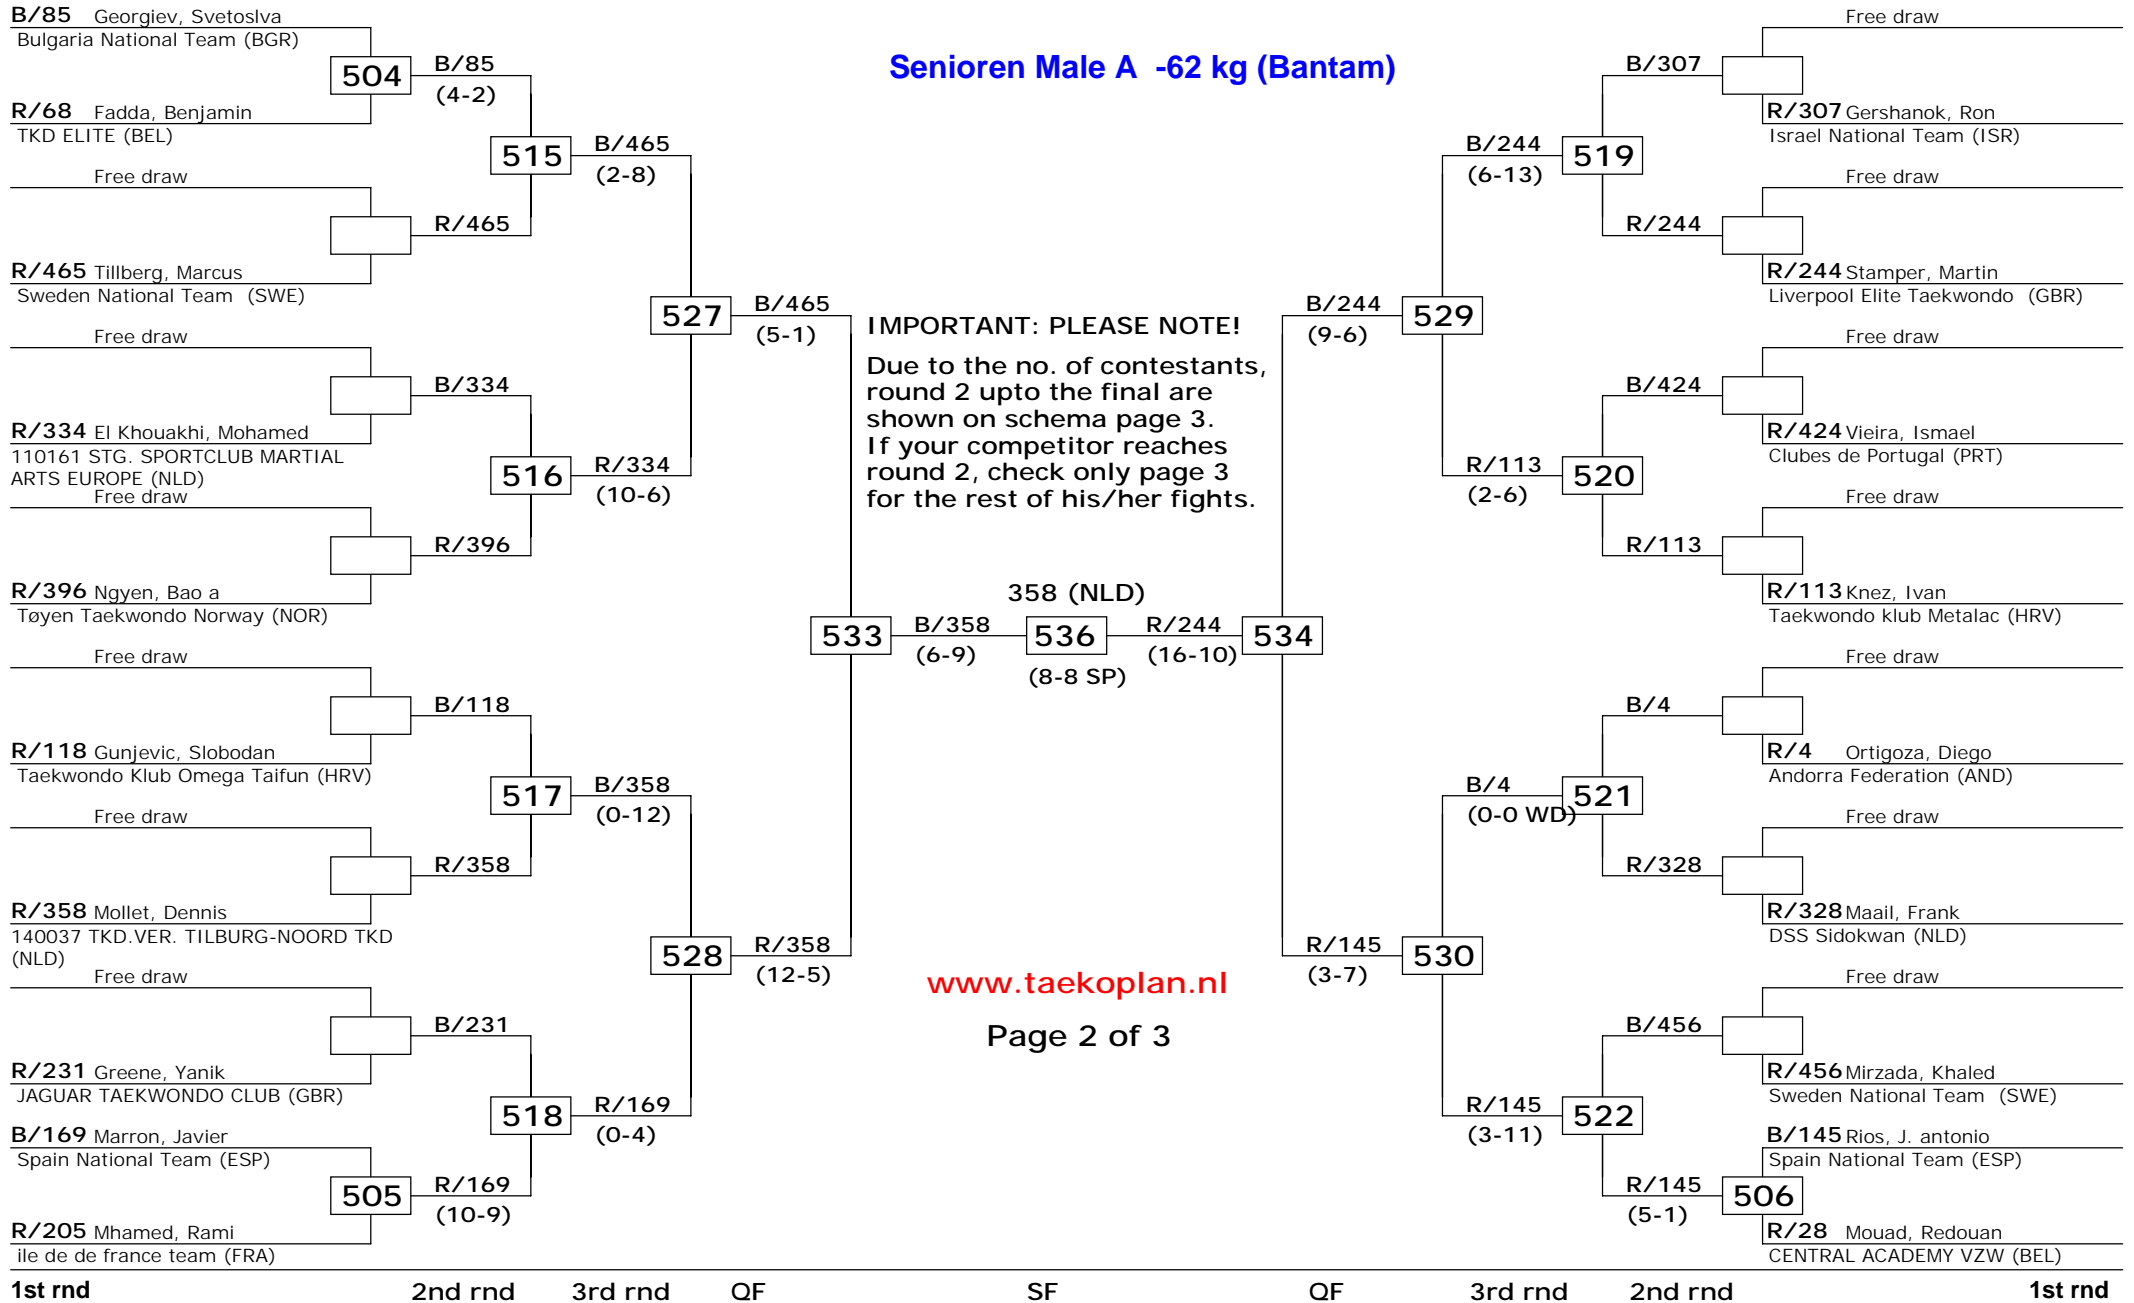 Senioren Male A -62 kg (Bantam)
B/85 Georgiev, Svetoslva
Bulgaria National Team (BGR)
504
B/85
(4-2)
R/68 Fadda, Benjamin
TKD ELITE (BEL)
515
B/465
(2-8)
Free draw
R/465
R/465 Tillberg, Marcus
Sweden National Team (SWE)
527
B/465
(5-1)
Free draw
B/334
R/334 El Khouakhi, Mohamed
110161 STG. SPORTCLUB MARTIAL
ARTS EUROPE (NLD)
516
R/334
(10-6)
Free draw
R/396
R/396 Ngyen, Bao a
Tøyen Taekwondo Norway (NOR)
533
B/358
(6-9)
Free draw
B/118
R/118 Gunjevic, Slobodan
Taekwondo Klub Omega Taifun (HRV)
517
B/358
(0-12)
Free draw
R/358
R/358 Mollet, Dennis
140037 TKD.VER. TILBURG-NOORD TKD
(NLD)
528
R/358
(12-5)
Free draw
B/231
R/231 Greene, Yanik
JAGUAR TAEKWONDO CLUB (GBR)
518
R/169
(0-4)
B/169 Marron, Javier
Spain National Team (ESP)
505
R/169
(10-9)
R/205 Mhamed, Rami
ile de de france team (FRA)
IMPORTANT: PLEASE NOTE!
Due to the no. of contestants,
round 2 upto the final are
shown on schema page 3.
If your competitor reaches
round 2, check only page 3
for the rest of his/her fights.
358 (NLD)
536
(8-8 SP)
www.taekoplan.nl
Page 2 of 3
Free draw
B/307
R/307 Gershanok, Ron
Israel National Team (ISR)
B/244
(6-13)
519
Free draw
R/244
R/244 Stamper, Martin
Liverpool Elite Taekwondo (GBR)
B/244
(9-6)
529
Free draw
B/424
R/424 Vieira, Ismael
Clubes de Portugal (PRT)
R/113
(2-6)
520
Free draw
R/113
R/113 Knez, Ivan
Taekwondo klub Metalac (HRV)
R/244
(16-10)
534
Free draw
B/4
R/4 Ortigoza, Diego
Andorra Federation (AND)
B/4
(0-0 WD)
521
Free draw
R/328
R/328 Maail, Frank
DSS Sidokwan (NLD)
R/145
(3-7)
530
Free draw
B/456
R/456 Mirzada, Khaled
Sweden National Team (SWE)
R/145
(3-11)
522
B/145 Rios, J. antonio
Spain National Team (ESP)
R/145
(5-1)
506
R/28 Mouad, Redouan
CENTRAL ACADEMY VZW (BEL)
1st rnd 2nd rnd 3rd rnd QF SF QF 3rd rnd 2nd rnd 1st rnd